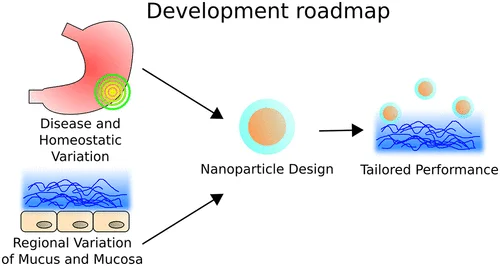 Development roadmap
Disease and
Homeostatic
Variation
Regional Variation
of Mucus and Mucosa
Nanoparticle Design
Tailored Performance